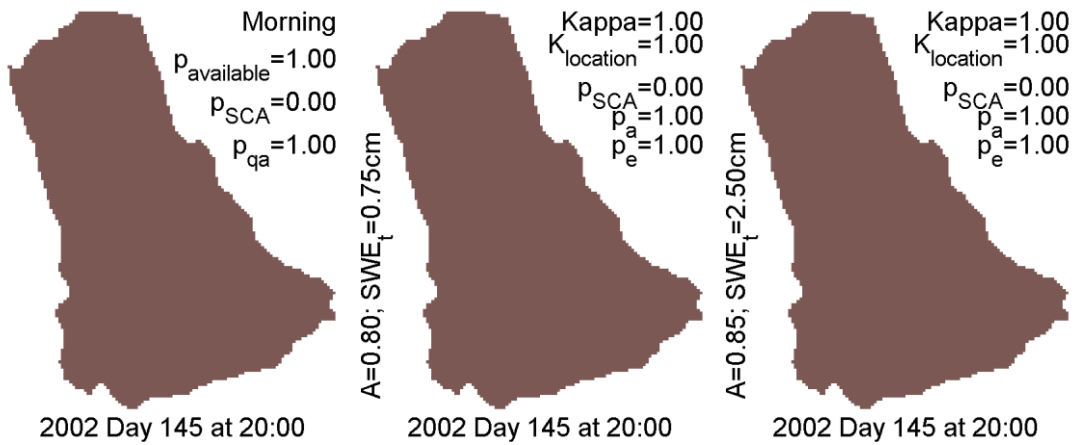 Morning
p_available=1.00
p_SCA=0.00
p_qa=1.00
2002 Day 145 at 20:00
A=0.80; SWE_t=0.75cm
Kappa=1.00
K_location=1.00
p_SCA=0.00
p_a=1.00
p_e=1.00
2002 Day 145 at 20:00
A=0.85; SWE_t=2.50cm
Kappa=1.00
K_location=1.00
p_SCA=0.00
p_a=1.00
p_e=1.00
2002 Day 145 at 20:00